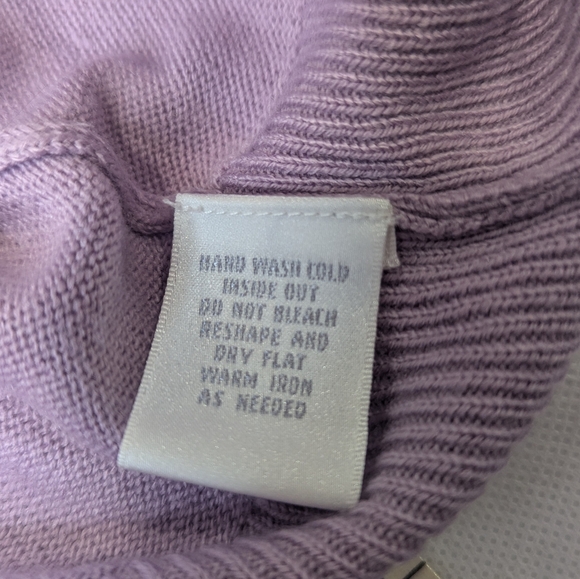 HAND WASH COLD
INSIDE OUT
DO NOT BLEACH
RESHAPE AND
DRY FLAT
WARM IRON
AS NEEDED